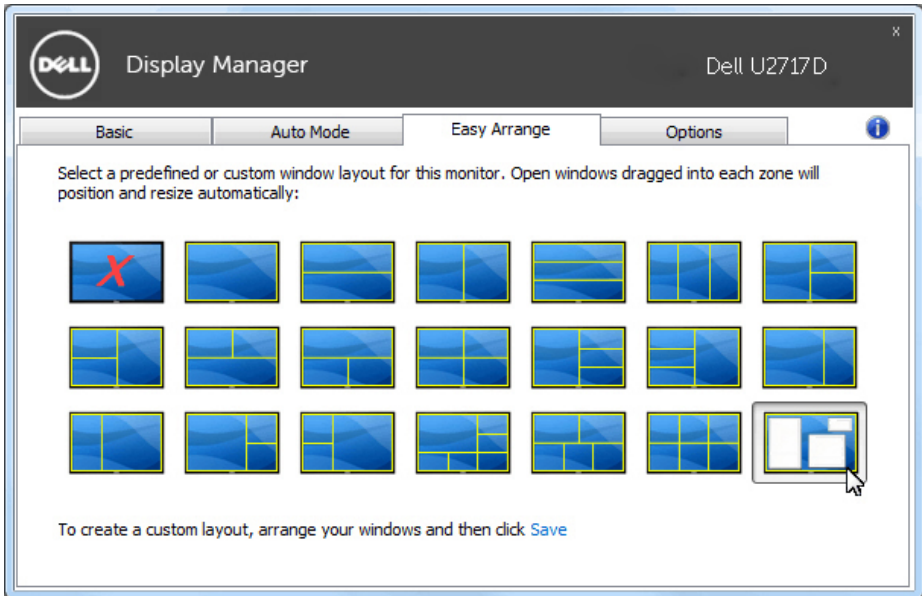 x
DELL
Display Manager
Dell U2717D
Basic
Auto Mode
Easy Arrange
Options
i
Select a predefined or custom window layout for this monitor. Open windows dragged into each zone will
position and resize automatically:
X
To create a custom layout, arrange your windows and then click Save